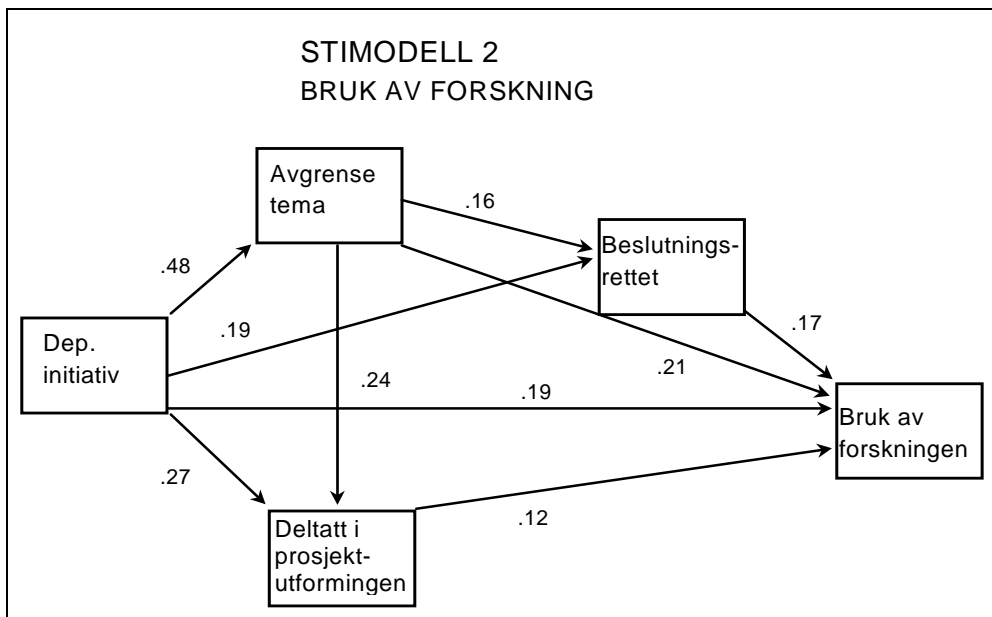 STIMODELL 2
BRUK AV FORSKNING
Avgrense
tema
.16
Beslutnings-
rettet
.48
.19
.17
Dep.
initiativ
.24
.21
.19
Bruk av
forskningen
.27
.12
Deltatt i
prosjekt-
utformingen